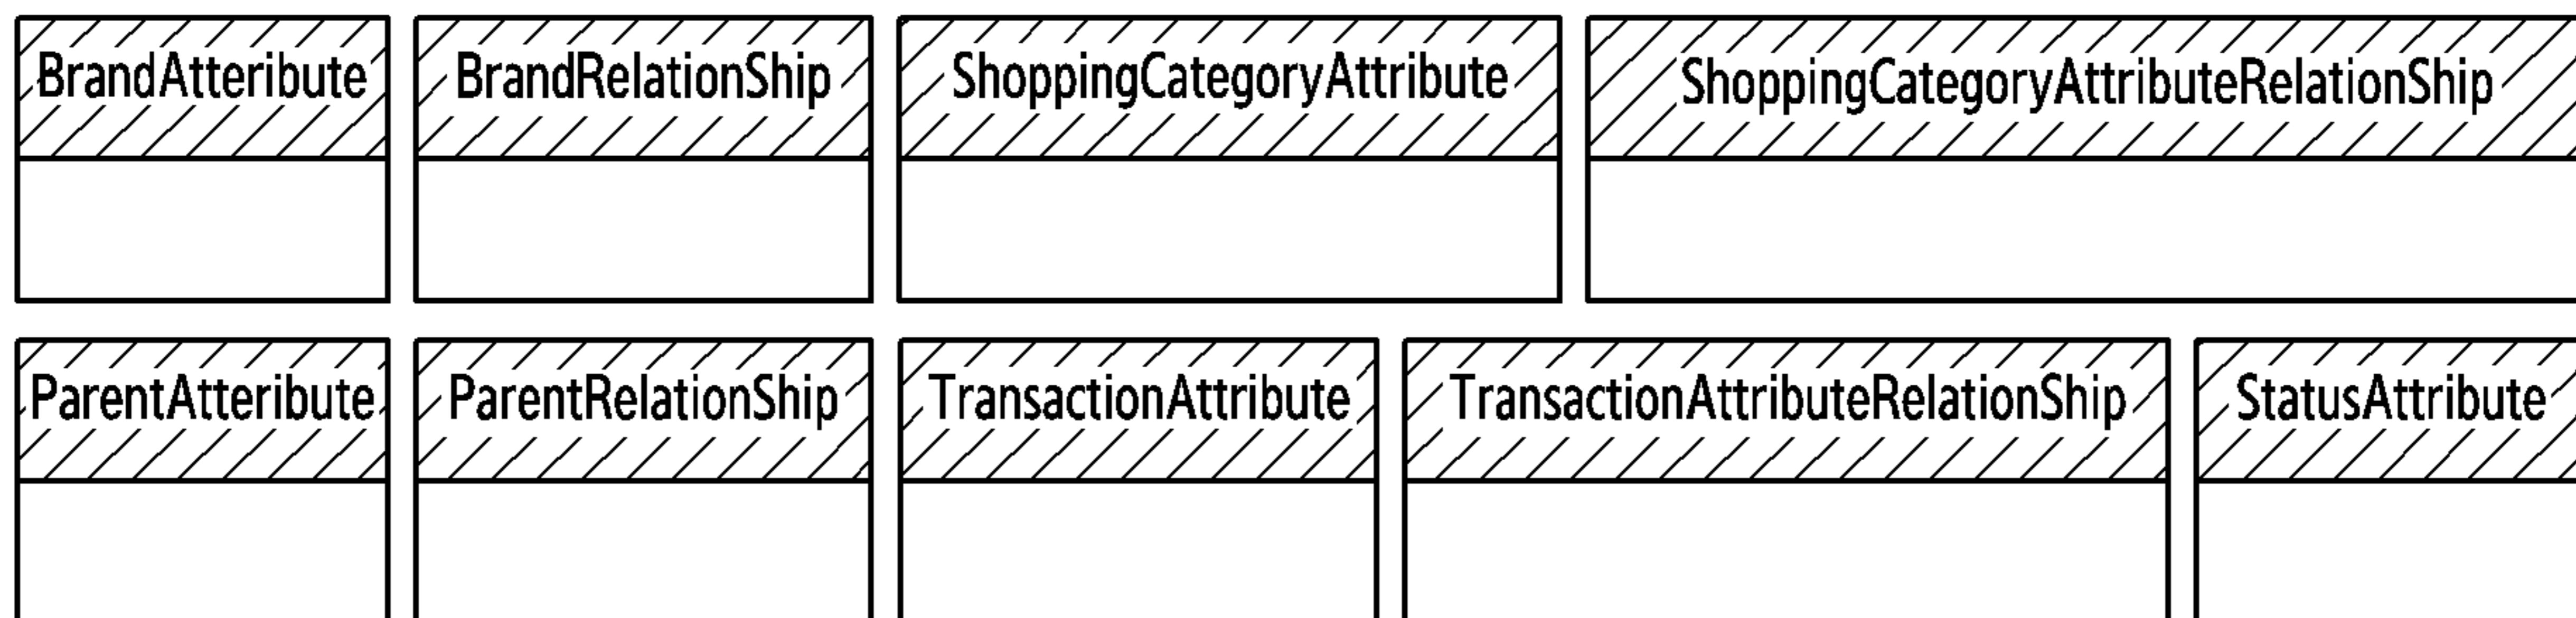 BrandAtteribute
BrandRelationShip
ShoppingCategoryAttribute
ShoppingCategoryAttributeRelationShip
ParentAtteribute
ParentRelationShip
TransactionAttribute
TransactionAttributeRelationShip
StatusAttribute